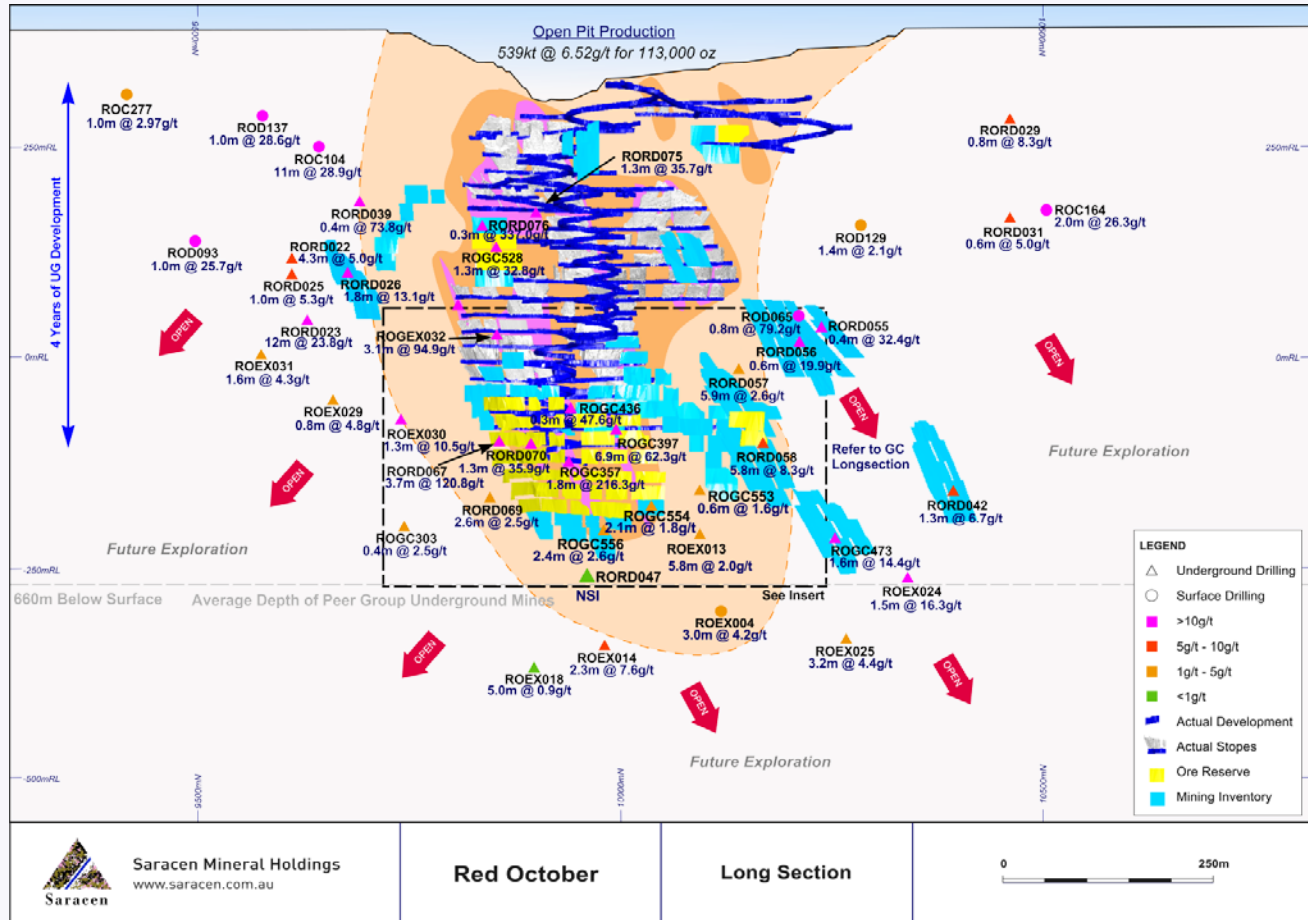 Open Pit Production
539kt @ 6.52g/t for 113,000 oz
10500mN
4 Years of UG Development
250mRL
250mRL
ROC277
1.0m @ 2.97g/t
ROD137
1.0m @ 28.6g/t
ROC104
11m @ 28.9g/t
RORD075
1.3m @ 35.7g/t
RORD029
0.8m @ 8.3g/t
RORD039
0.4m @ 73.8g/t
RORD076
0.3m @ 337.0g/t
ROD129
1.4m @ 2.1g/t
RORD031
0.6m @ 5.0g/t
ROC164
2.0m @ 26.3g/t
ROD093
1.0m @ 25.7g/t
RORD022
4.3m @ 5.0g/t
ROGC528
1.3m @ 32.8g/t
RORD025
1.0m @ 5.3g/t
RORD026
1.8m @ 13.1g/t
OPEN
RORD023
12m @ 23.8g/t
ROGEX032
3.1m @ 94.9g/t
ROD065
0.8m @ 79.2g/t
RORD055
0.4m @ 32.4g/t
RORD056
0.6m @ 19.9g/t
0mRL
0mRL
OPEN
ROEX031
1.6m @ 4.3g/t
RORD057
5.9m @ 2.6g/t
OPEN
ROEX029
0.8m @ 4.8g/t
ROGC436
0.3m @ 47.6g/t
ROEX030
1.3m @ 10.5g/t
ROGC397
6.9m @ 62.3g/t
Refer to GC
Longsection
Future Exploration
RORD067
3.7m @ 120.8g/t
RORD070
1.3m @ 35.9g/t
RORD058
5.8m @ 8.3g/t
ROGC357
1.8m @ 216.3g/t
OPEN
RORD069
2.6m @ 2.5g/t
ROGC553
0.6m @ 1.6g/t
RORD042
1.3m @ 6.7g/t
ROGC554
2.1m @ 1.8g/t
ROGC303
0.4m @ 2.5g/t
ROGC556
2.4m @ 2.6g/t
ROEX013
5.8m @ 2.0g/t
ROGC473
1.6m @ 14.4g/t
Future Exploration
-250mRL
RORD047
NSI
See Insert
ROEX024
1.5m @ 16.3g/t
660m Below Surface
Average Depth of Peer Group Underground Mines
ROEX004
3.0m @ 4.2g/t
ROEX014
2.3m @ 7.6g/t
ROEX025
3.2m @ 4.4g/t
OPEN
ROEX018
5.0m @ 0.9g/t
OPEN
OPEN
Future Exploration
-500mRL
9500mN
10000mN
10500mN
LEGEND
Underground Drilling
Surface Drilling
>10g/t
5g/t - 10g/t
1g/t - 5g/t
<1g/t
Actual Development
Actual Stopes
Ore Reserve
Mining Inventory
Saracen
Saracen Mineral Holdings
www.saracen.com.au
Red October
Long Section
0
250m